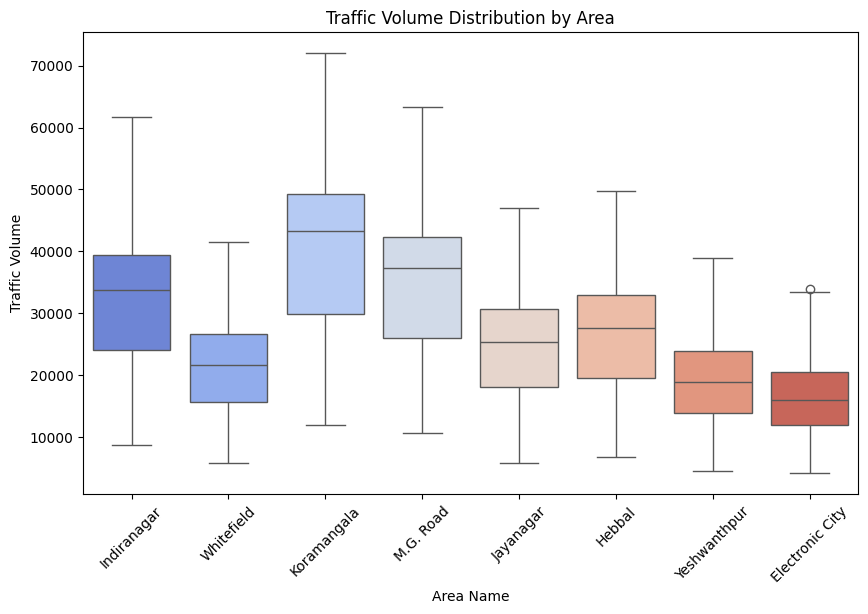 Traffic Volume Distribution by Area
Traffic Volume
70000
60000
50000
40000
30000
20000
10000
Indiranagar
Whitefield
Koramangala
M.G. Road
Jayanagar
Hebbal
Yeshwanthpur
Electronic City
Area Name